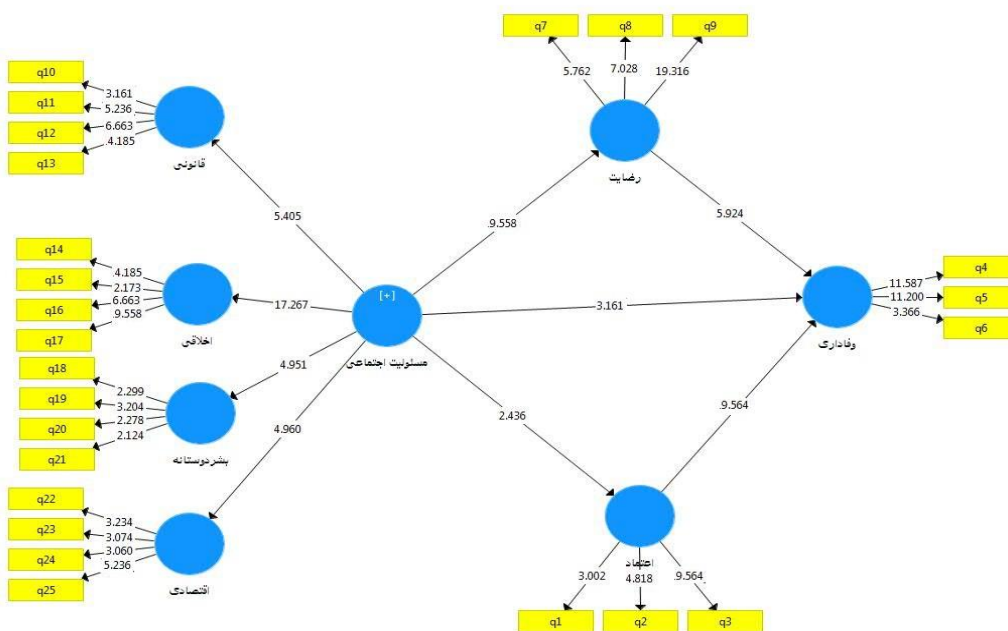 q7
q8
q9
5.762
7.028
19.316
رضایت
q10
q11
q12
q13
3.161
5.236
6.663
4.185
قانونی
5.405
9.558
5.924
q14
q15
q16
q17
4.185
2.173
6.663
9.558
اخلاقی
17.267
[+]
مسئولیت اجتماعی
3.161
q4
q5
q6
11.587
11.200
3.366
وفاداری
q18
q19
q20
q21
2.299
3.204
2.278
2.124
بشردوستانه
4.951
4.960
2.436
9.564
q22
q23
q24
q25
3.234
3.074
3.060
5.236
اقتصادی
اعتماد
3.002
4.818
9.564
q1
q2
q3